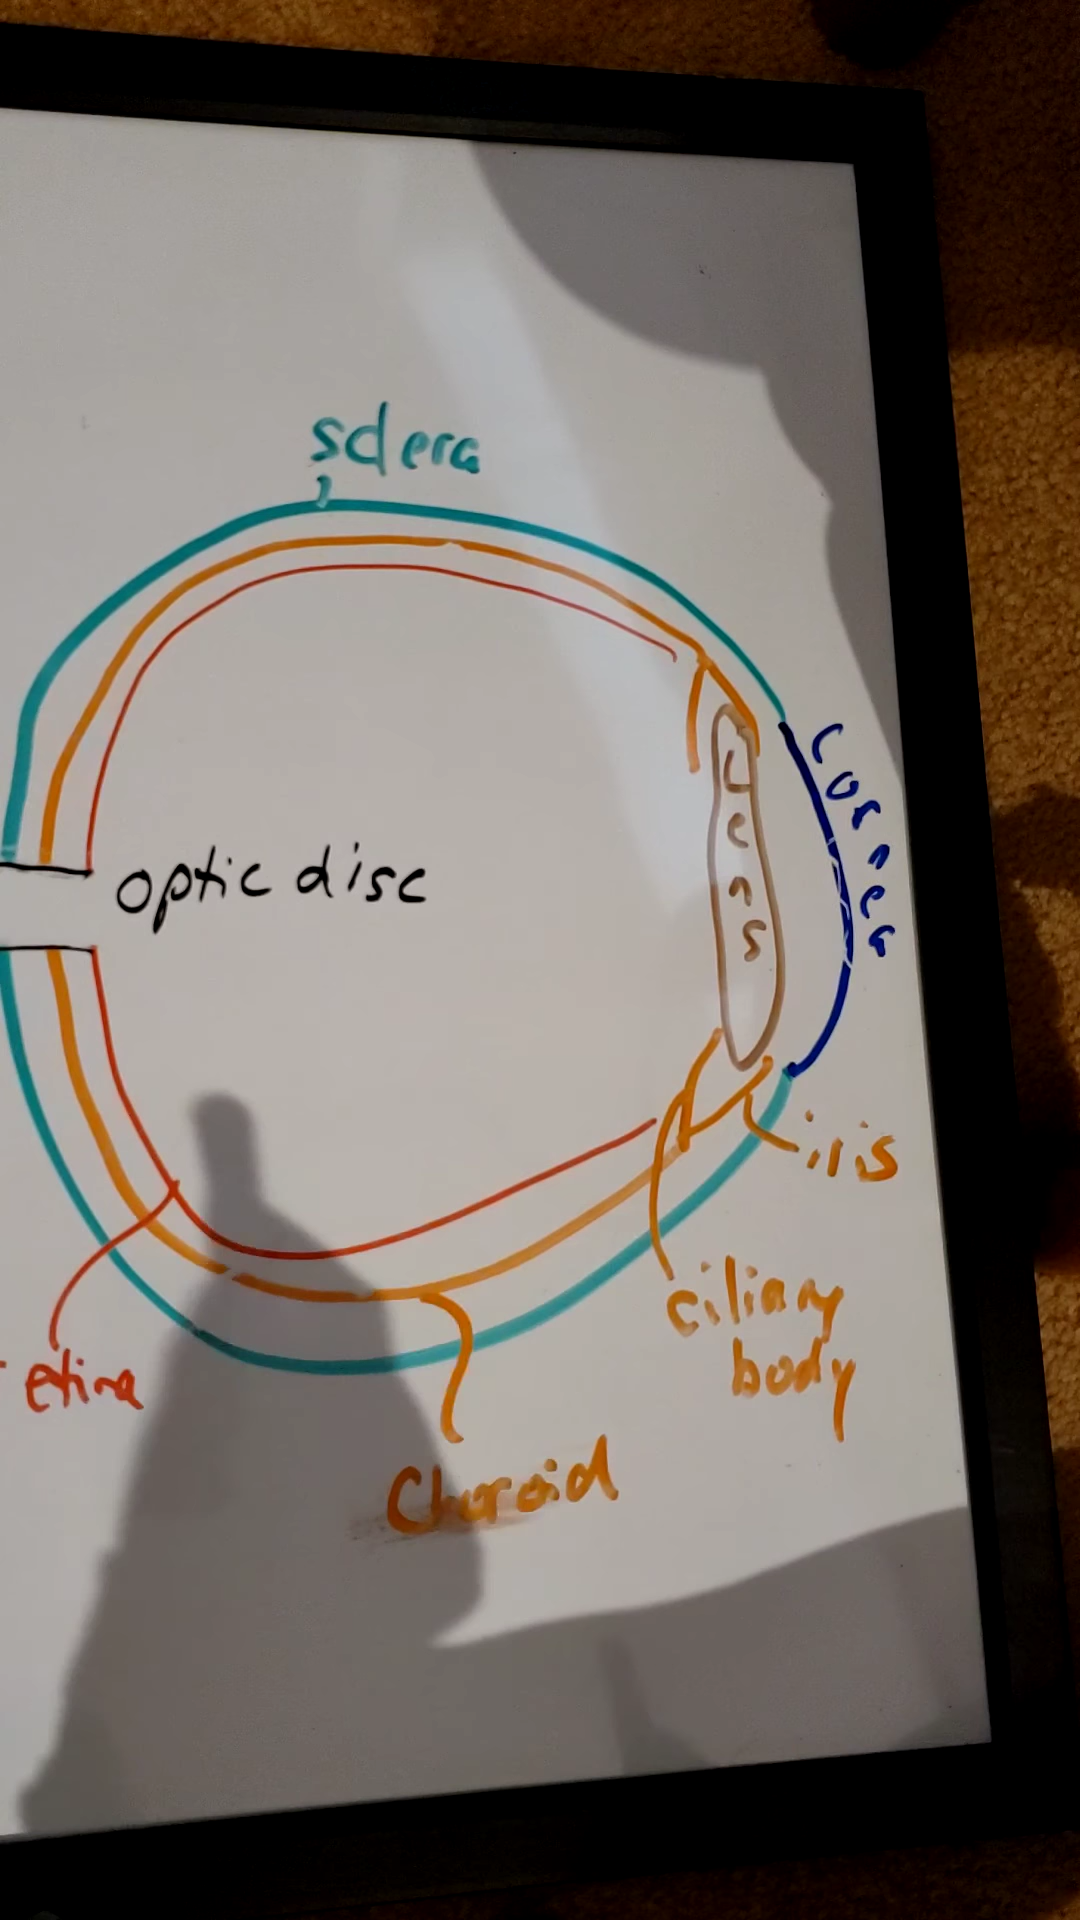 sclera
cornea
Lens
optic disc
iris
ciliary
body
etina
Choroid